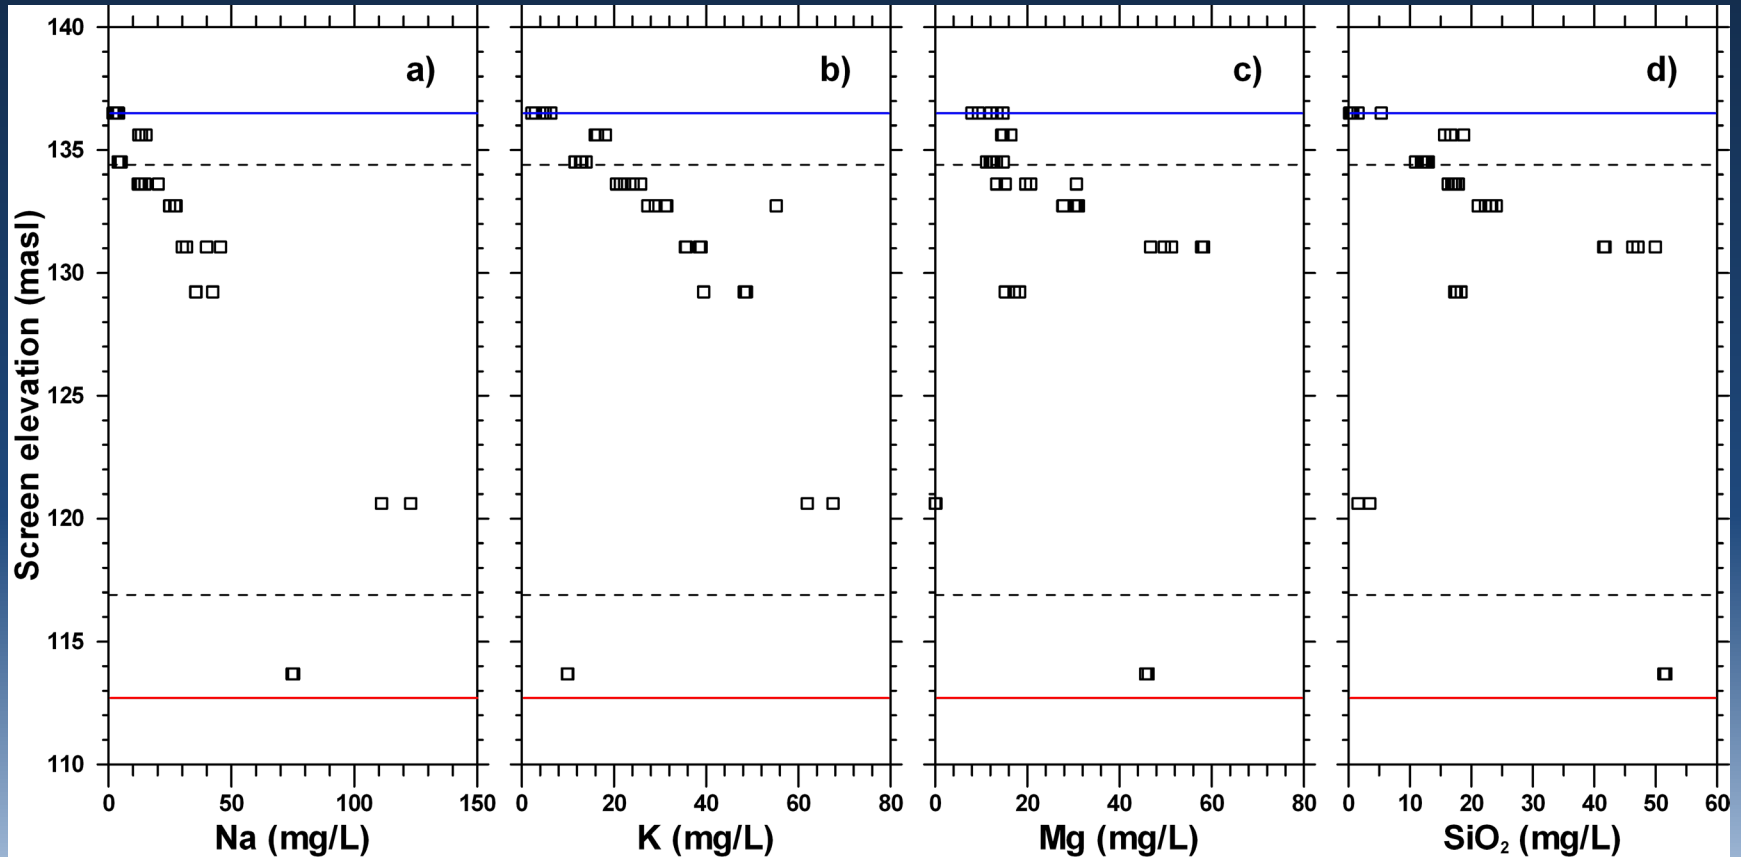 a)
b)
c)
d)
Screen elevation (masl)
140
135
130
125
120
115
110
0 50 100 150
0 20 40 60 80
0 20 40 60 80
0 10 20 30 40 50 60
Na (mg/L)
K (mg/L)
Mg (mg/L)
SiO₂ (mg/L)